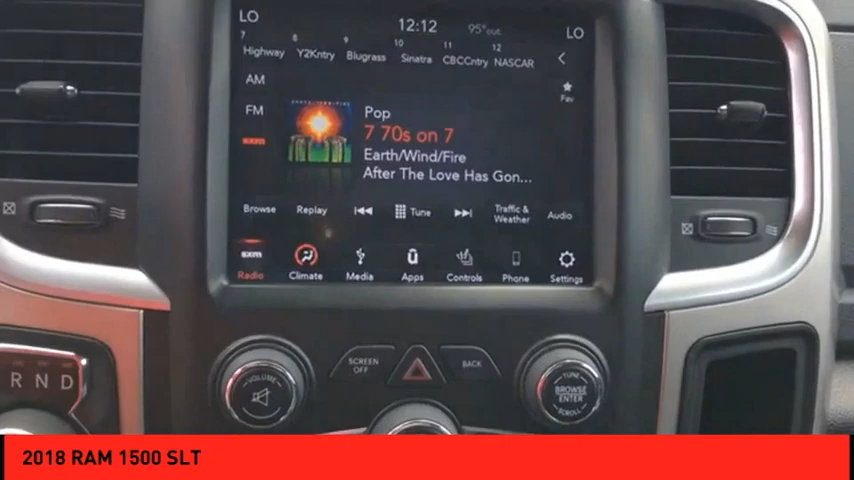 LO 12:12 95°out. LO
7 8 9 10 11 12
Highway Y2Kntry Blugrass Sinatra CBCCntry NASCAR
AM
Fav
FM
Pop
sxm
7 70s on 7
Earth/Wind/Fire
After The Love Has Gon...
Browse Replay Tune Traffic & Weather Audio
sxm
Radio Climate Media Apps Controls Phone Settings
R N D
SCREEN OFF
BACK
VOLUME
TUNE
BROWSE
ENTER
SCROLL
2018 RAM 1500 SLT